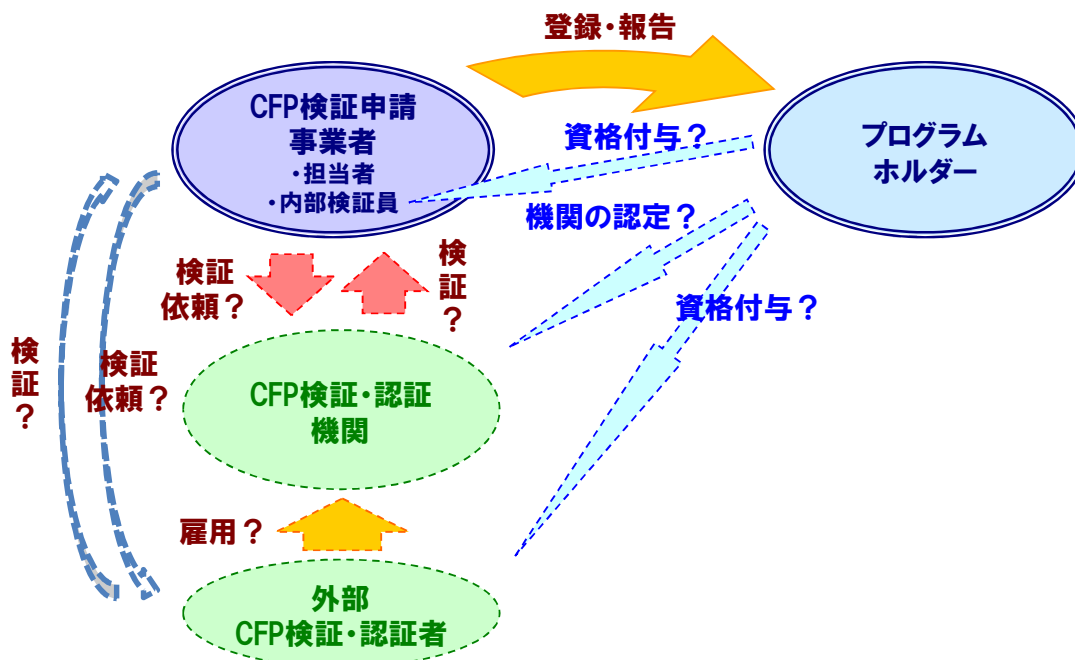 登録・報告
CFP検証申請
事業者
・担当者
・内部検証員
プログラム
ホルダー
資格付与？
機関の認定？
資格付与？
検証
依頼？
検証？
検証？
検証
依頼？
CFP検証・認証
機関
雇用？
外部
CFP検証・認証者